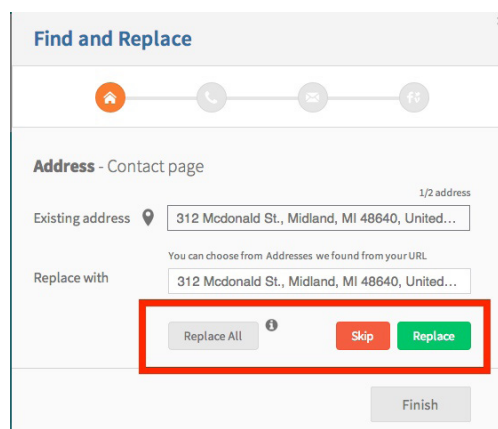 Find and Replace
Address - Contact page
1/2 address
Existing address 312 Mcdonald St., Midland, MI 48640, United...
You can choose from Addresses we found from your URL
Replace with 312 Mcdonald St., Midland, MI 48640, United...
Replace All Skip Replace
Finish